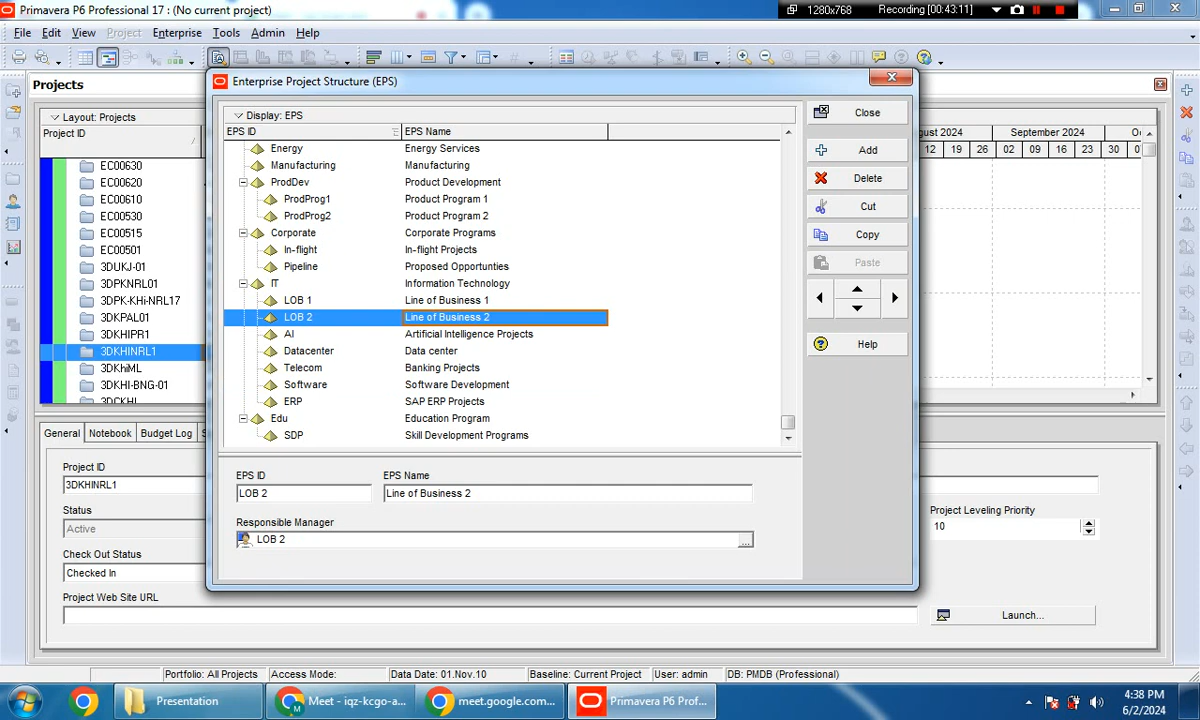 Primavera P6 Professional 17 : (No current project)
1280x768
Recording [00:43:11]
File Edit View Project Enterprise Tools Admin Help
Projects
Layout: Projects
Project ID
EC00630
EC00620
EC00610
EC00530
EC00515
EC00501
3DUKJ-01
3DPKNRL01
3DPK-KHi-NRL17
3DKPAL01
3DKHIPR1
3DKHINRL1
3DKhiML
3DKHI-BNG-01
3DCKHI
gust 2024 September 2024
12 19 26 02 09 16 23 30
Enterprise Project Structure (EPS)
Display: EPS
EPS ID EPS Name
Energy Energy Services
Manufacturing Manufacturing
ProdDev Product Development
ProdProg1 Product Program 1
ProdProg2 Product Program 2
Corporate Corporate Programs
In-flight In-flight Projects
Pipeline Proposed Opportunties
IT Information Technology
LOB 1 Line of Business 1
LOB 2 Line of Business 2
AI Artificial Intelligence Projects
Datacenter Data center
Telecom Banking Projects
Software Software Development
ERP SAP ERP Projects
Edu Education Program
SDP Skill Development Programs
EPS ID EPS Name
LOB 2 Line of Business 2
Responsible Manager
LOB 2
...
Close
Add
Delete
Cut
Copy
Paste
Help
General Notebook Budget Log
Project ID
3DKHINRL1
Status
Active
Check Out Status
Checked In
Project Web Site URL
Project Leveling Priority
10
Launch...
Portfolio: All Projects Access Mode: Data Date: 01.Nov.10 Baseline: Current Project User: admin DB: PMDB (Professional)
Presentation
Meet - iqz-kcgo-a...
meet.google.com...
Primavera P6 Prof...
4:38 PM
6/2/2024